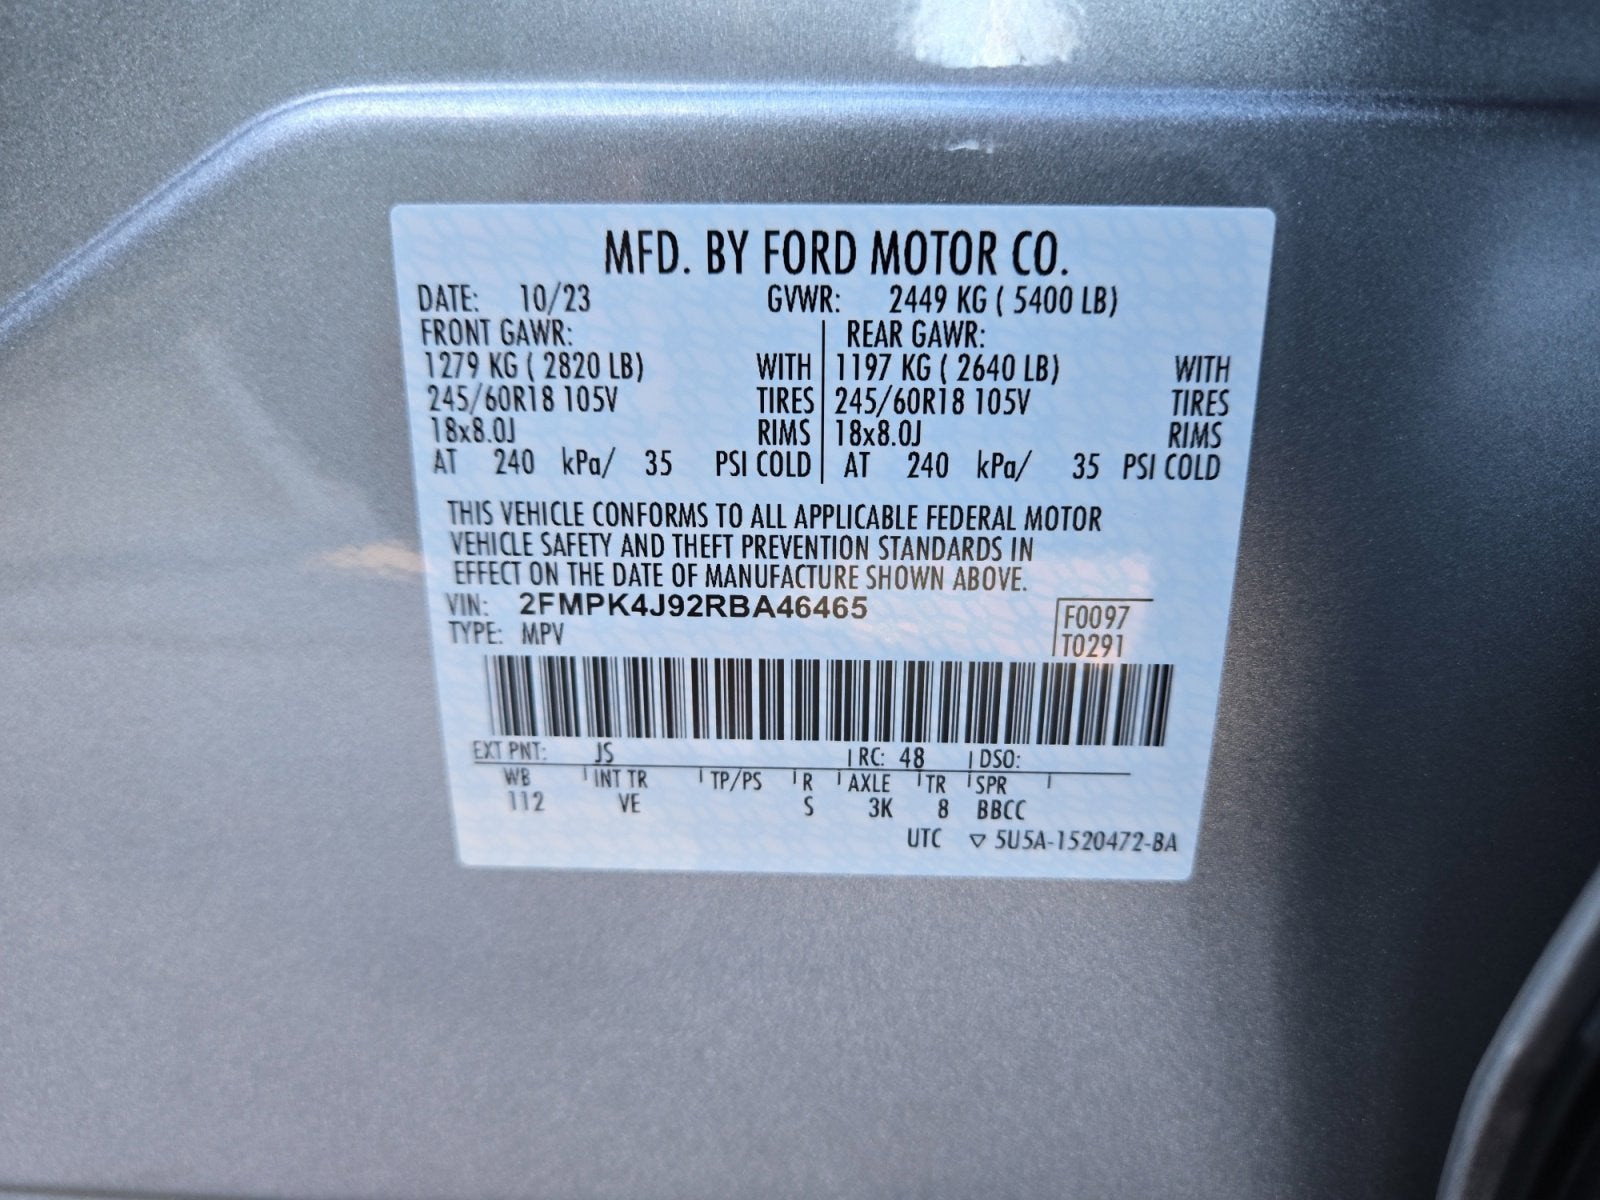 MFD. BY FORD MOTOR CO.
DATE: 10/23 GVWR: 2449 KG ( 5400 LB)
FRONT GAWR: REAR GAWR:
1279 KG ( 2820 LB) WITH 1197 KG ( 2640 LB) WITH
245/60R18 105V TIRES 245/60R18 105V TIRES
18x8.0J RIMS 18x8.0J RIMS
AT 240 kPa/ 35 PSI COLD AT 240 kPa/ 35 PSI COLD
THIS VEHICLE CONFORMS TO ALL APPLICABLE FEDERAL MOTOR
VEHICLE SAFETY AND THEFT PREVENTION STANDARDS IN
EFFECT ON THE DATE OF MANUFACTURE SHOWN ABOVE.
VIN: 2FMPK4J92RBA46465 F0097
TYPE: MPV T0291
EXT PNT: JS RC: 48 DSO:
WB INT TR TP/PS R AXLE TR SPR
112 VE S 3K 8 BBCC
UTC ▽ 5U5A-1520472-BA